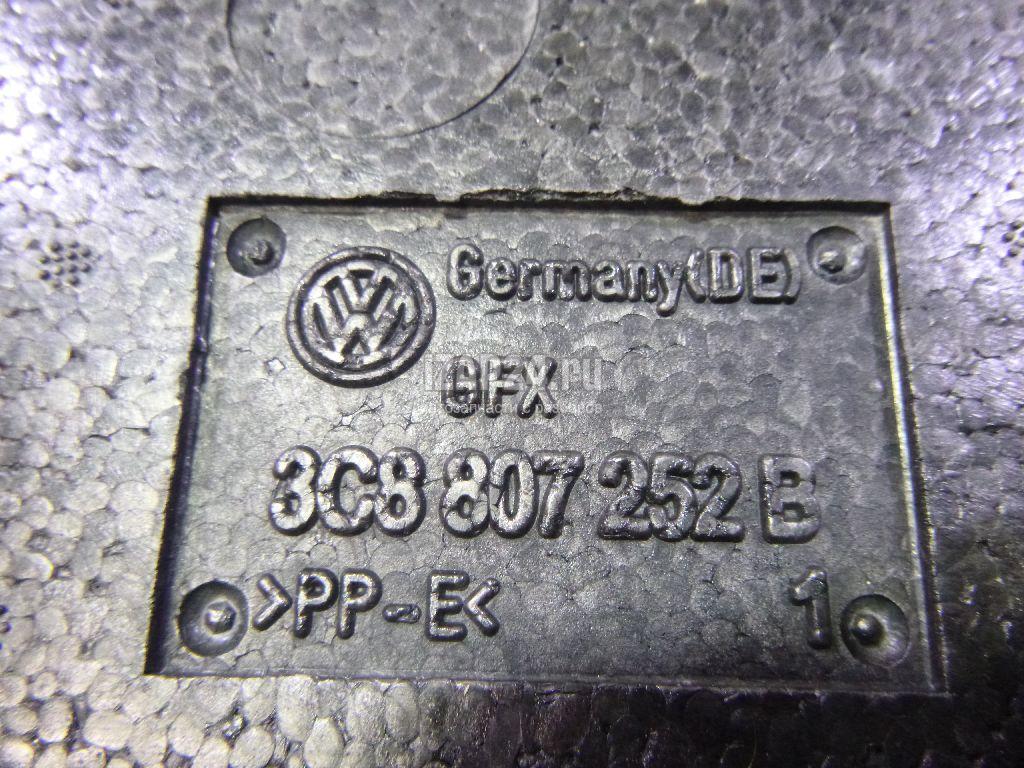 Germany(DE)
GFX
3C8 807 252 B
>PP-E<
1